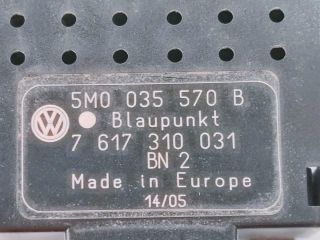 5M0 035 570 B
Blaupunkt
7 617 310 031
BN 2
Made in Europe
14/05